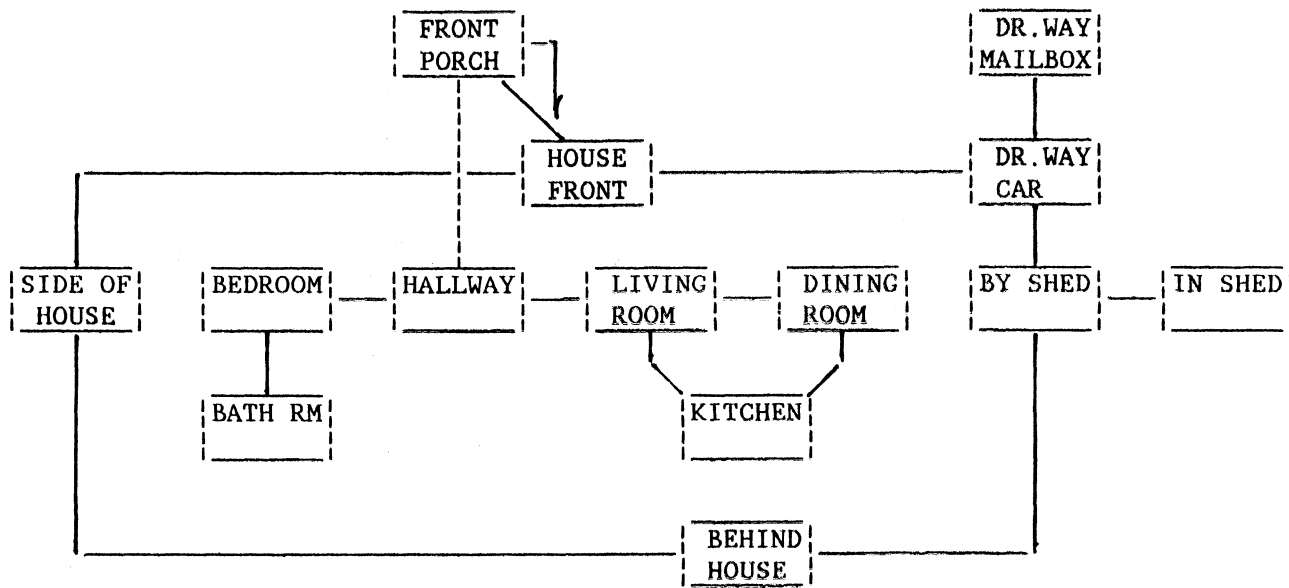 FRONT
PORCH
DR.WAY
MAILBOX
HOUSE
FRONT
DR.WAY
CAR
SIDE OF
HOUSE
BEDROOM
HALLWAY
LIVING
ROOM
DINING
ROOM
BY SHED
IN SHED
BATH RM
KITCHEN
BEHIND
HOUSE